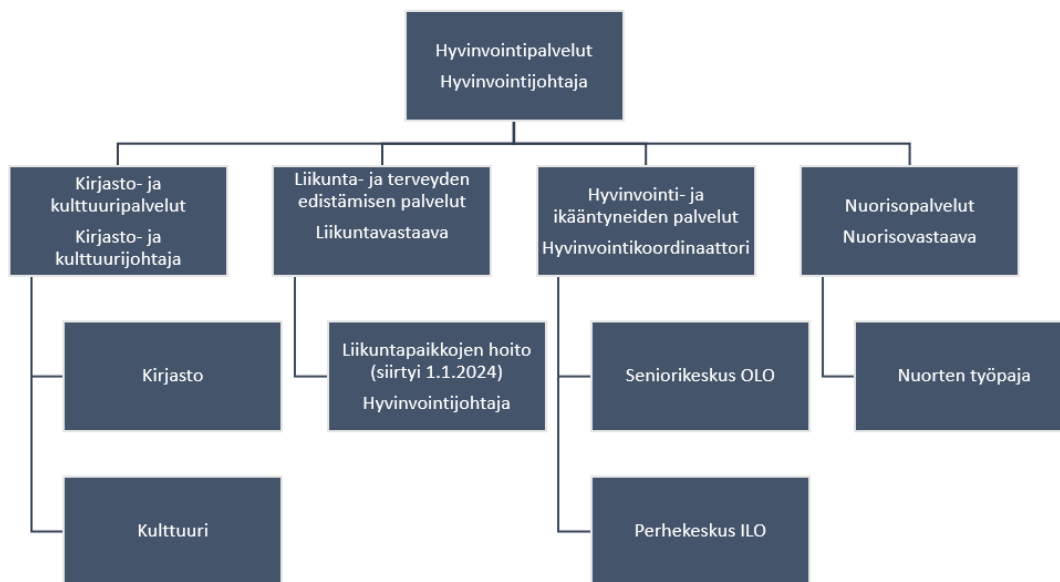 Hyvinvointipalvelut
Hyvinvointijohtaja
Kirjasto- ja
kulttuuripalvelut
Kirjasto- ja
kulttuurijohtaja
Liikunta- ja terveyden
edistämisen palvelut
Liikuntavastaava
Hyvinvointi- ja
ikääntyneiden palvelut
Hyvinvointikoordinaattori
Nuorisopalvelut
Nuorisovastaava
Kirjasto
Liikuntapaikkojen hoito
(siirtyi 1.1.2024)
Hyvinvointijohtaja
Seniorikeskus OLO
Nuorten työpaja
Kulttuuri
Perhekeskus ILO